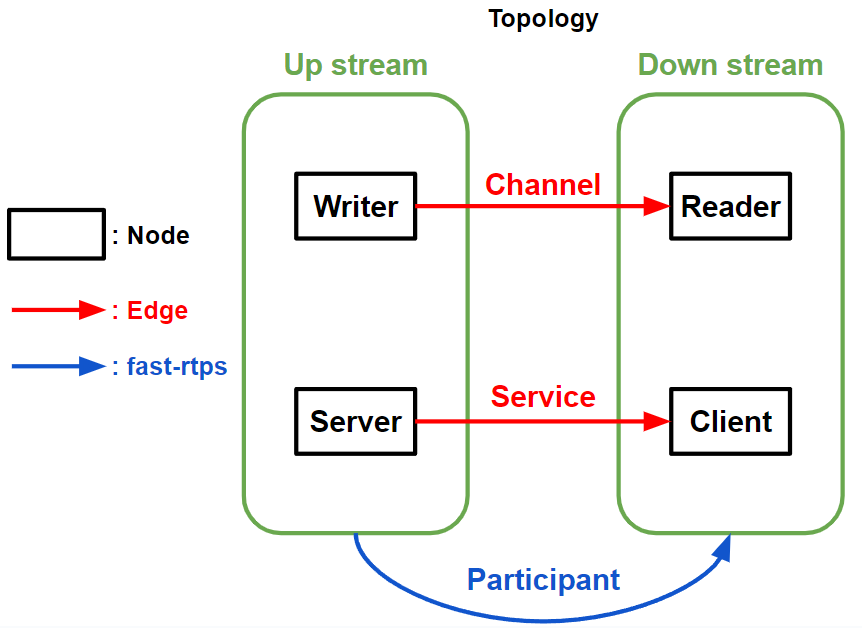 Topology
Up stream
Down stream
Channel
Writer
Reader
: Node
: Edge
: fast-rtps
Service
Server
Client
Participant